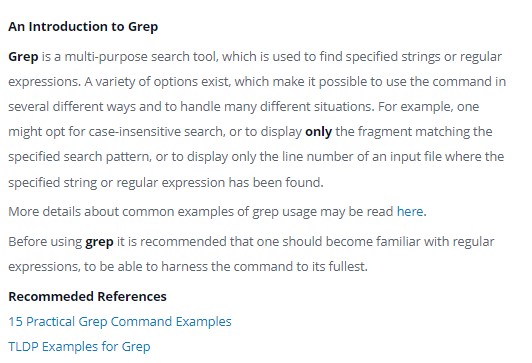 An Introduction to Grep
Grep is a multi-purpose search tool, which is used to find specified strings or regular
expressions. A variety of options exist, which make it possible to use the command in
several different ways and to handle many different situations. For example, one
might opt for case-insensitive search, or to display only the fragment matching the
specified search pattern, or to display only the line number of an input file where the
specified string or regular expression has been found.
More details about common examples of grep usage may be read here.
Before using grep it is recommended that one should become familiar with regular
expressions, to be able to harness the command to its fullest.
Recommeded References
15 Practical Grep Command Examples
TLDP Examples for Grep